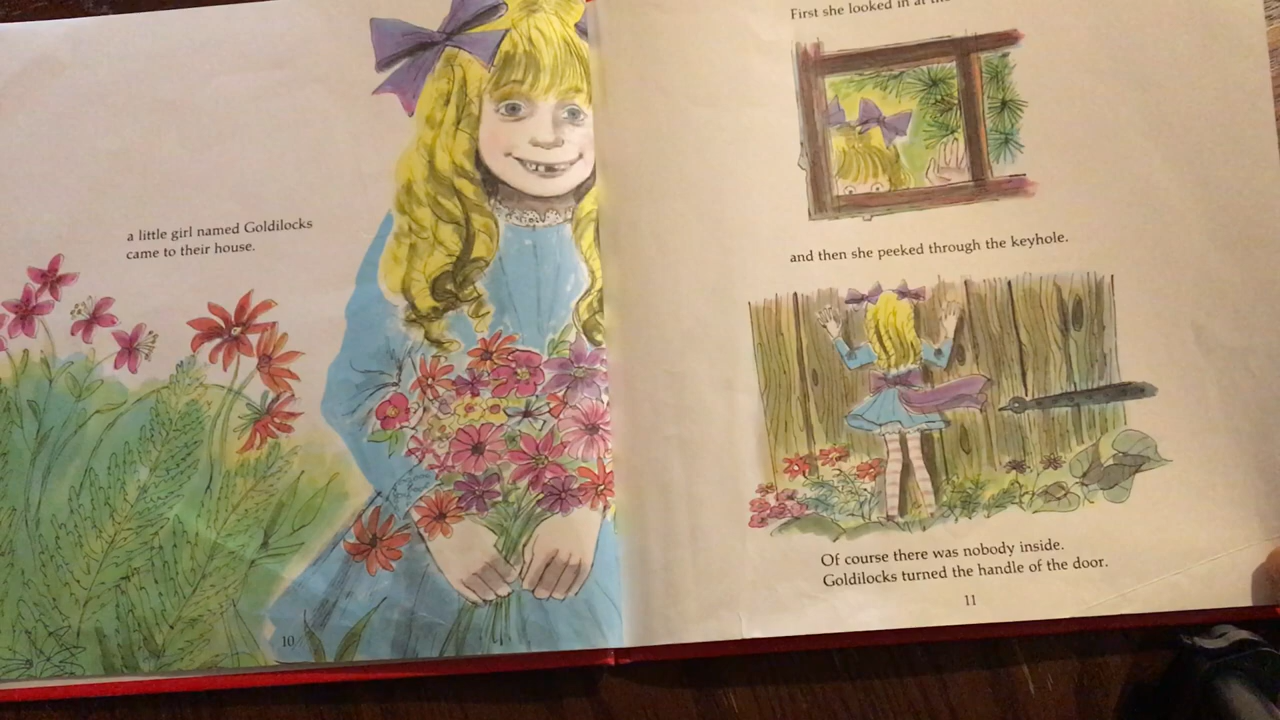 a little girl named Goldilocks
came to their house.
10
First she looked in at the
and then she peeked through the keyhole.
Of course there was nobody inside.
Goldilocks turned the handle of the door.
11